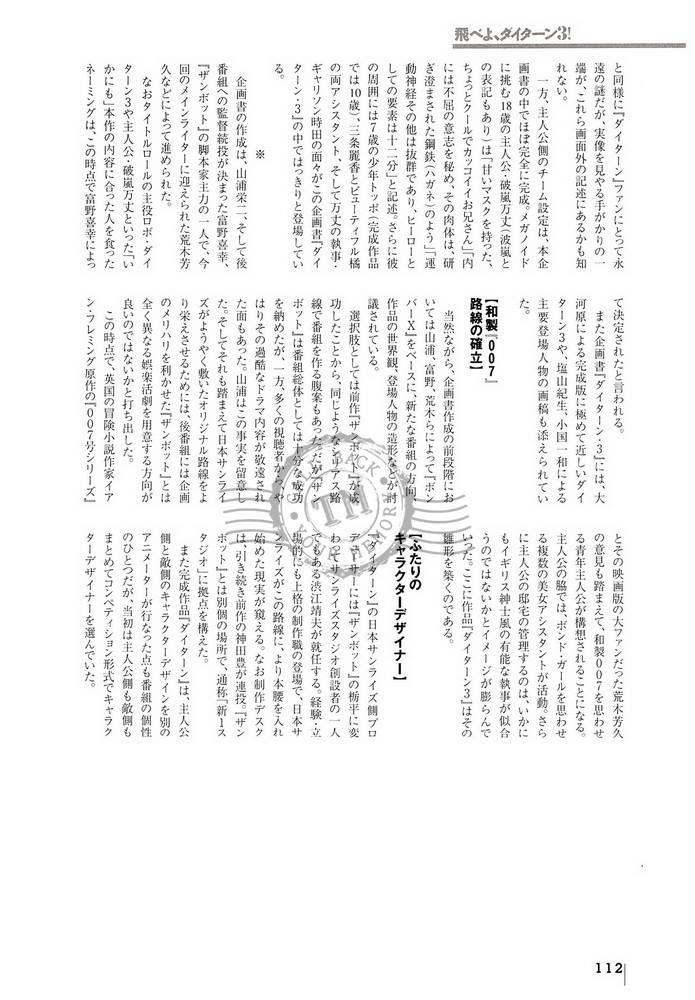 飛べよ、ダイターン3!
と同様に『ダイターン』ファンにとって永
遠の謎だが、実像を見やる手がかりの一
端が、これら画面外の記述にあるかも知
れない。
一方、主人公側のチーム設定は、本企
画書の中でほぼ完全に完成。メガノイド
に挑む18歳の主人公・破嵐万丈（波嵐と
の表記もあり）は「甘いマスクを持った、
ちょっとクールでカッコイイお兄さん」「内
には不屈の意志を秘め、その肉体は、研
ぎ澄まされた鋼鉄（ハガネ）のよう」「運
動神経その他は抜群であり、ヒーローと
しての要素は十二分」と記述。さらに彼
の周囲には7歳の少年トッポ（完成作品
では10歳）、三条麗香とビューティフル橘
の両アシスタント、そして万丈の執事・
ギャリソン時田の面々がこの企画書『ダイ
ターン・3』の中ではっきりと登場してい
る。
※
企画書の作成は、山浦栄二、そして後
番組への監督続投が決まった富野喜幸、
『ザンボット』の脚本家主力の一人で、今
回のメインライターに迎えられた荒木芳
久などによって進められた。
なおタイトルロールの主役ロボ・ダイ
ターン3や主人公・破嵐万丈といった「い
かにも」本作の内容に合った人を食った
ネーミングは、この時点で富野喜幸によっ
て決定されたと言われる。
また企画書『ダイターン・3』には、大
河原による完成版に極めて近しいダイ
ターン3や、塩山紀生、小国一和による
主要登場人物の画稿も添えられてい
た。
【和製『007』
路線の確立】
当然ながら、企画書作成の前段階にお
いては山浦、富野、荒木らによって『ボン
バーX』をベースに、新たな番組の方向、
作品の世界観、登場人物の造形などが討
議されている。
選択肢としては前作『ザンボット』が成
功したことから、同じようなシリアス路
線で番組を作る腹案もあっただが『ザン
ボット』は番組総体としては十分な成功
を納めたが、一方、多くの視聴者から、や
はりその過酷なドラマ内容が敬遠され
た面もあった。山浦はこの事実を留意し
た。そしてそれも踏まえて日本サンライ
ズがようやく敷いたオリジナル路線をよ
り栄えさせるためには、後番組には企画
のメリハリを利かせた『ザンボット』とは
全く異なる娯楽活劇を用意する方向が
良いのではないかと打ち出した。
この時点で、英国の冒険小説作家イア
ン・フレミング原作の『007号シリーズ』
とその映画版の大ファンだった荒木芳久
の意見も踏まえて、和製007を思わせ
る青年主人公が構想されることになる。
主人公の脇では、ボンド・ガールを思わせ
る複数の美女アシスタントが活動。さら
に主人公の邸宅の管理するのは、いかに
もイギリス紳士風の有能な執事が似合
うのではないかとイメージが膨らんで
いった。ここに作品『ダイターン3』はその
雛形を築くのである。
【ふたりの
キャラクターデザイナー】
『ダイターン』の日本サンライズ側プロ
デューサーには『ザンボット』の栃平に変
わってサンライズスタジオ創設者の一人
でもある渋江靖夫が就任する。経験・立
場的にも上格の制作職の登場で、日本サ
ンライズがこの路線に、より本腰を入れ
始めた現実が窺える。なお制作デスク
は、引き続き前作の神田豊が連投。『ザン
ボット』とは別個の場所で、通称「新1ス
タジオ」に拠点を構えた。
また完成作品『ダイターン』は、主人公
側と敵側のキャラクターデザインを別の
アニメーターが行なった点も番組の個性
のひとつだが、当初は主人公側も敵側も
まとめてコンペティション形式でキャラク
ターデザイナーを選んでいた。
112